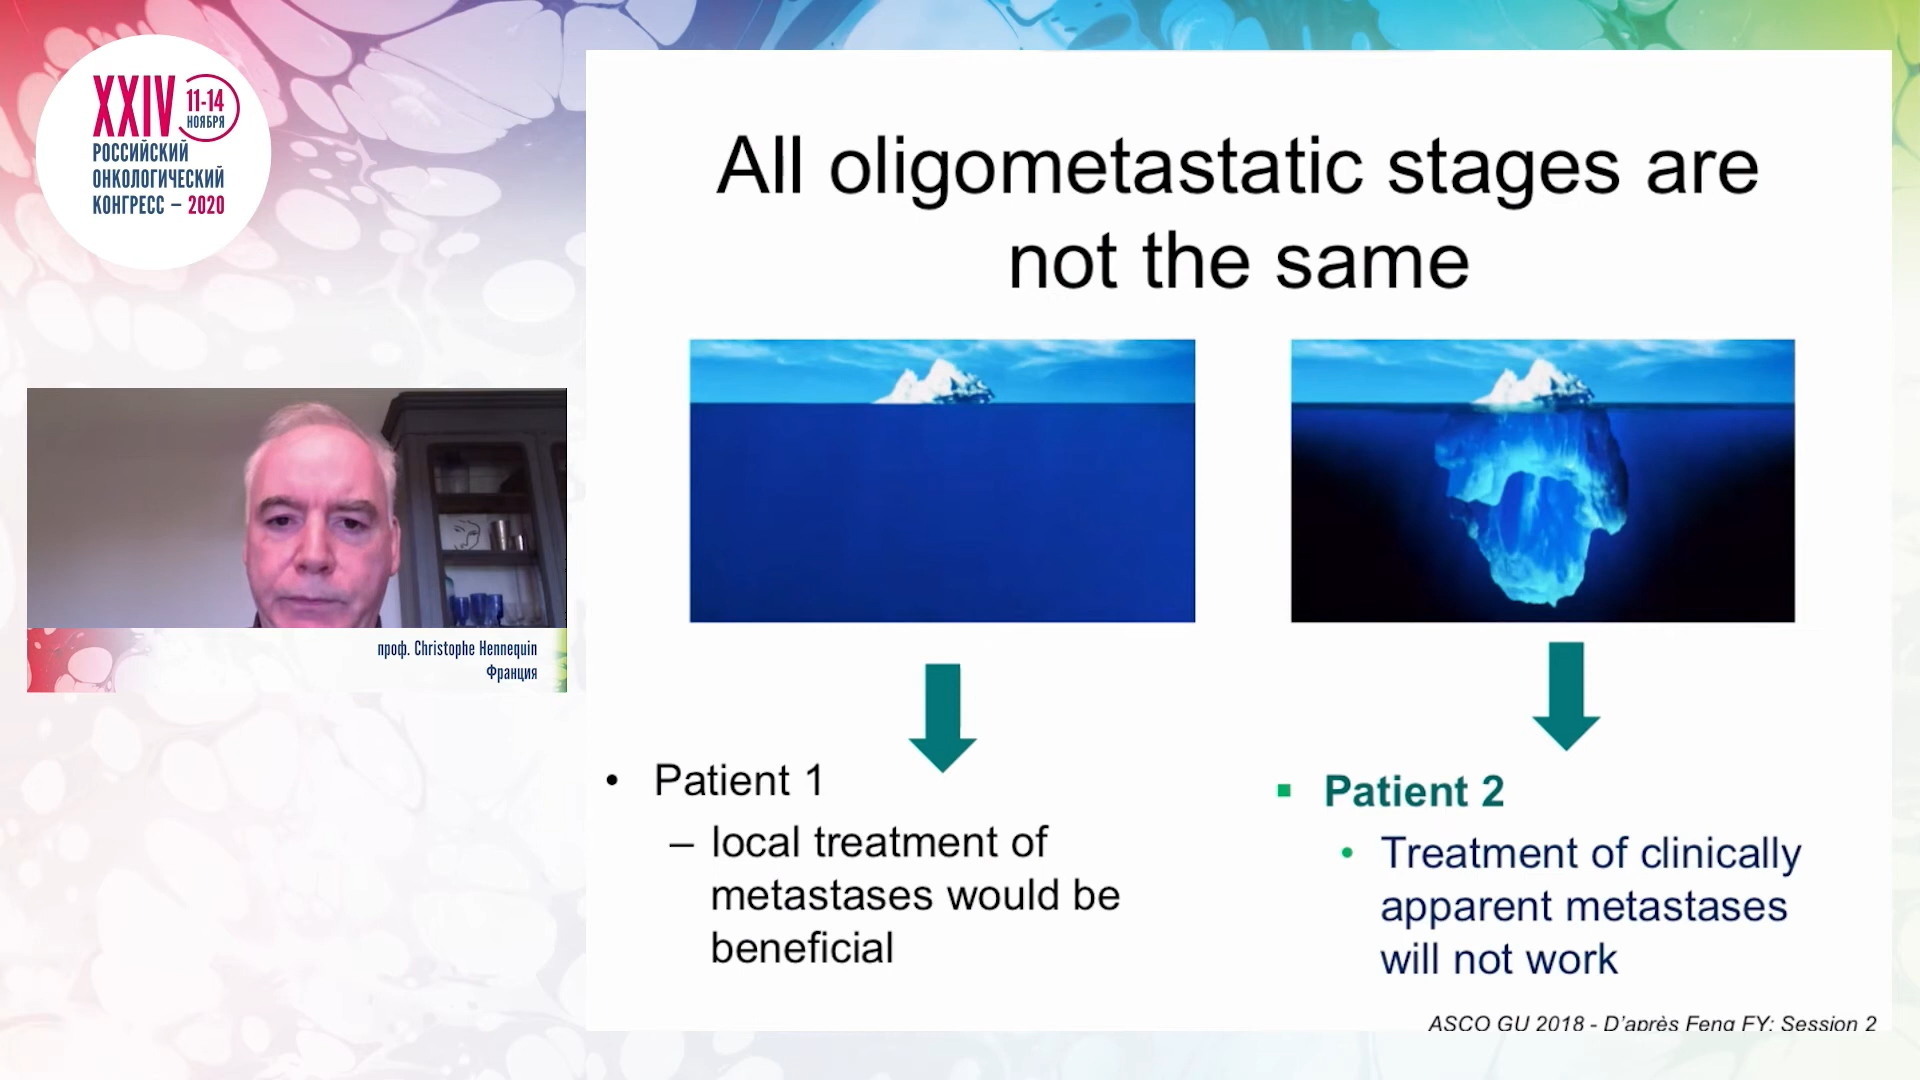 XXIV
11-14
НОЯБРЯ
РОССИЙСКИЙ
ОНКОЛОГИЧЕСКИЙ
КОНГРЕСС – 2020
проф. Christophe Hennequin
Франция
All oligometastatic stages are
not the same
• Patient 1
– local treatment of
metastases would be
beneficial
▪ Patient 2
• Treatment of clinically
apparent metastases
will not work
ASCO GU 2018 - D'après Feng FY; Session 2